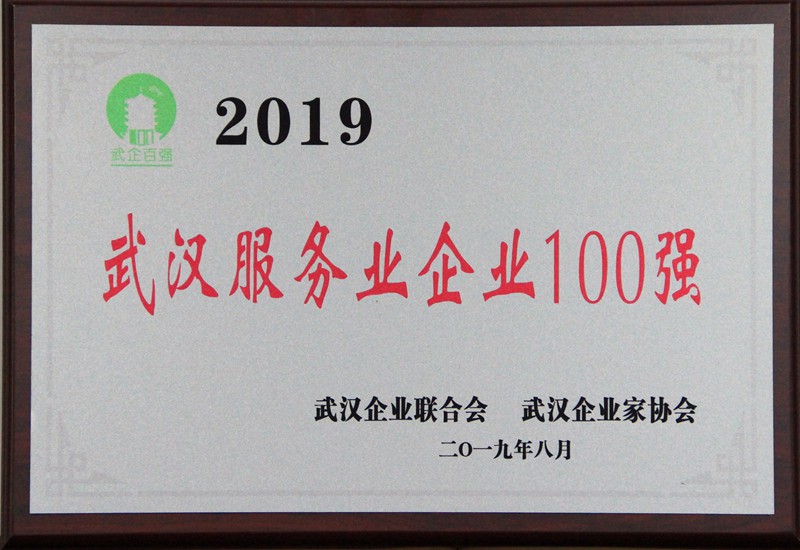 2019
武企百强
武汉服务业企业100强
武汉企业联合会 武汉企业家协会
二〇一九年八月